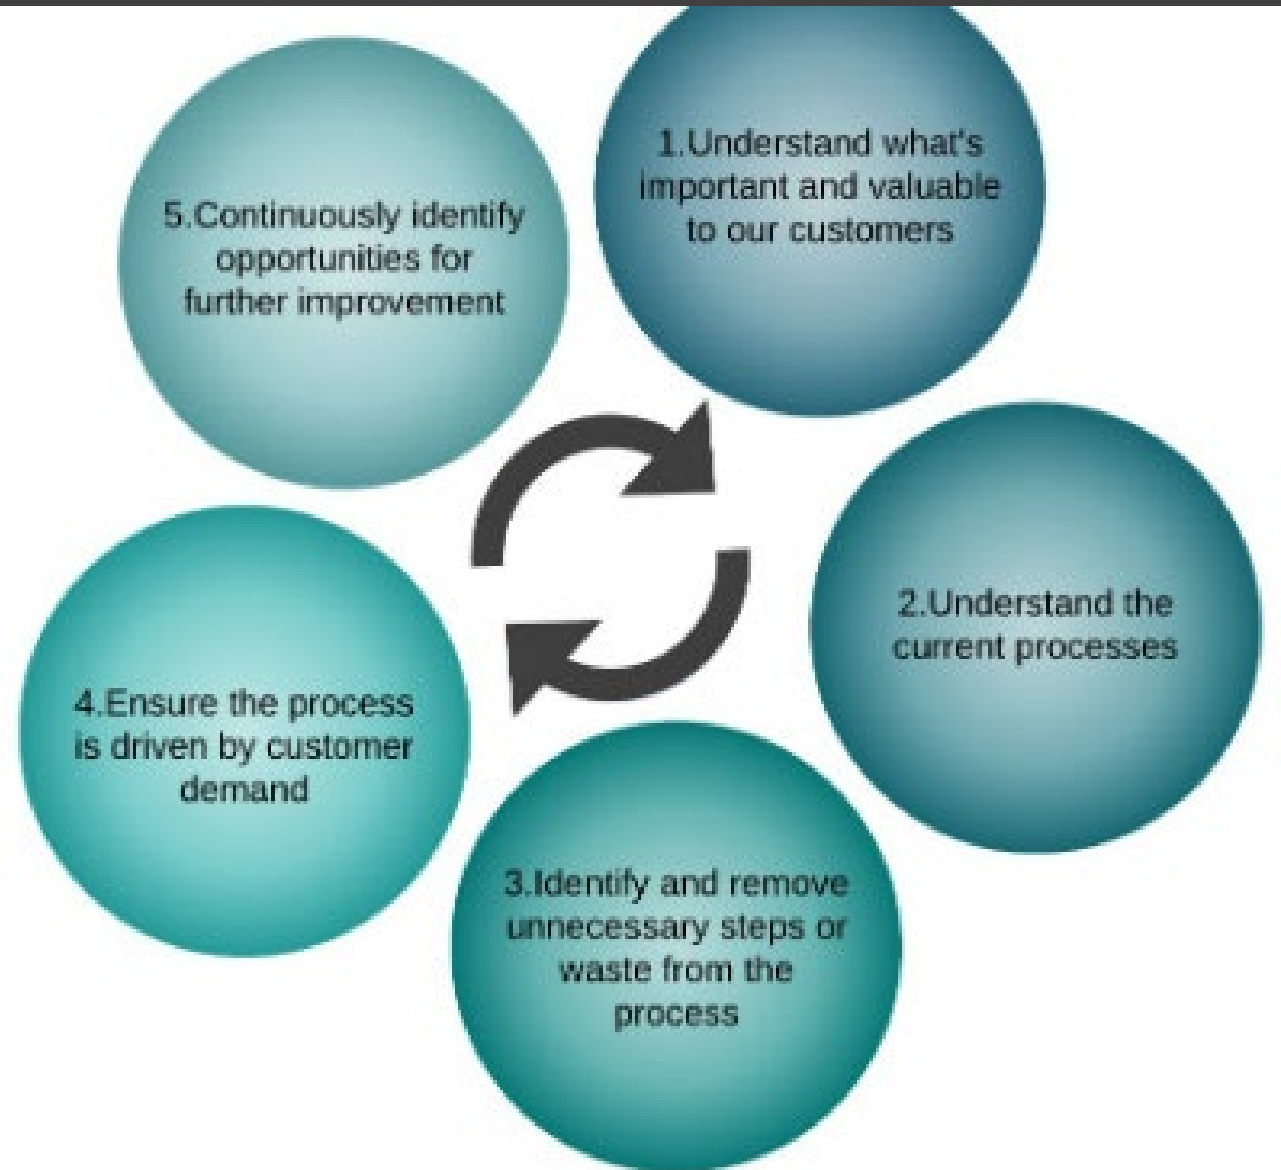 1.Understand what's
important and valuable
to our customers
2.Understand the
current processes
3.Identify and remove
unnecessary steps or
waste from the
process
4.Ensure the process
is driven by customer
demand
5.Continuously identify
opportunities for
further improvement